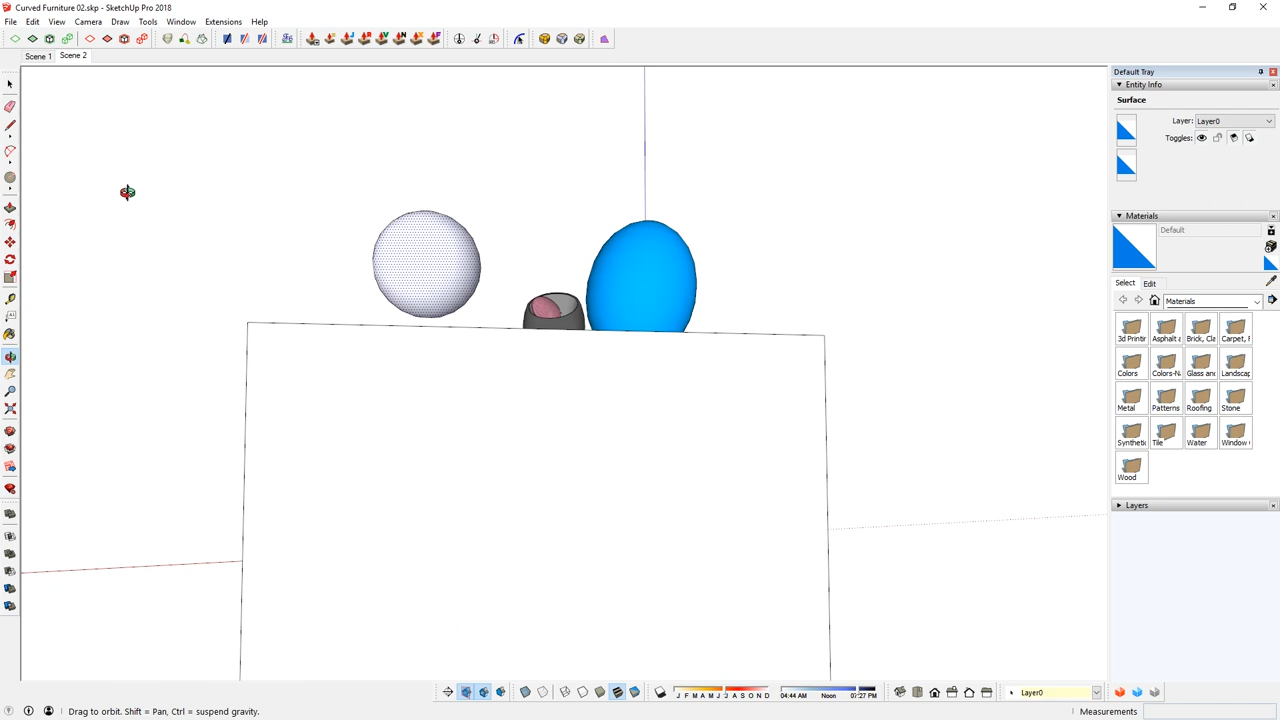 Curved Furniture 02.skp - SketchUp Pro 2018
File Edit View Camera Draw Tools Window Extensions Help
Scene 1 Scene 2
Default Tray
Entity Info
Surface
Layer: Layer0
Toggles:
Materials
Default
Select Edit
Materials
3d Printi Asphalt a Brick, Cla Carpet, F
Colors Colors-Na Glass and Landscap
Metal Patterns Roofing Stone
Synthetic Tile Water Window
Wood
Layers
J F M A M J J A S O N D 04:44 AM Noon 07:27 PM Layer0
Drag to orbit. Shift = Pan, Ctrl = suspend gravity. Measurements